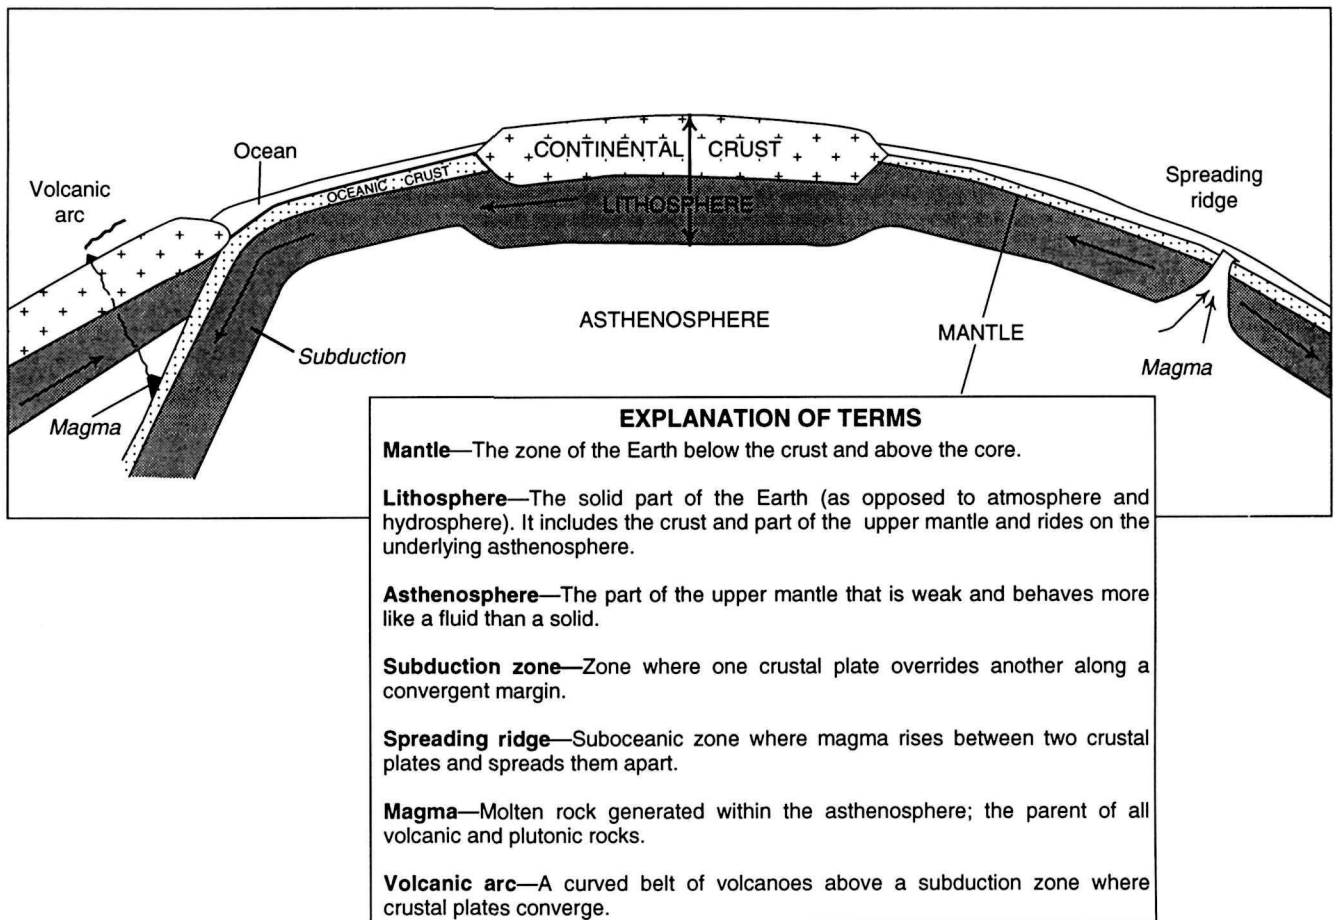 Volcanic
arc
Ocean
OCEANIC CRUST
CONTINENTAL CRUST
LITHOSPHERE
Spreading
ridge
ASTHENOSPHERE
MANTLE
Subduction
Magma
Magma
EXPLANATION OF TERMS
Mantle—The zone of the Earth below the crust and above the core.
Lithosphere—The solid part of the Earth (as opposed to atmosphere and
hydrosphere). It includes the crust and part of the upper mantle and rides on the
underlying asthenosphere.
Asthenosphere—The part of the upper mantle that is weak and behaves more
like a fluid than a solid.
Subduction zone—Zone where one crustal plate overrides another along a
convergent margin.
Spreading ridge—Suboceanic zone where magma rises between two crustal
plates and spreads them apart.
Magma—Molten rock generated within the asthenosphere; the parent of all
volcanic and plutonic rocks.
Volcanic arc—A curved belt of volcanoes above a subduction zone where
crustal plates converge.